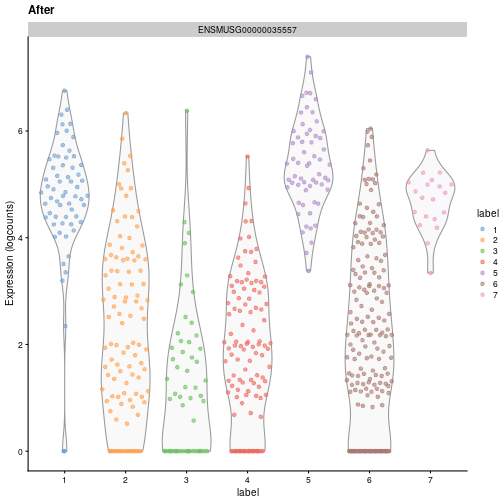 After
ENSMUSG00000035557
Expression (logcounts)
6
4
2
0
1 2 3 4 5 6 7
label
label
1
2
3
4
5
6
7